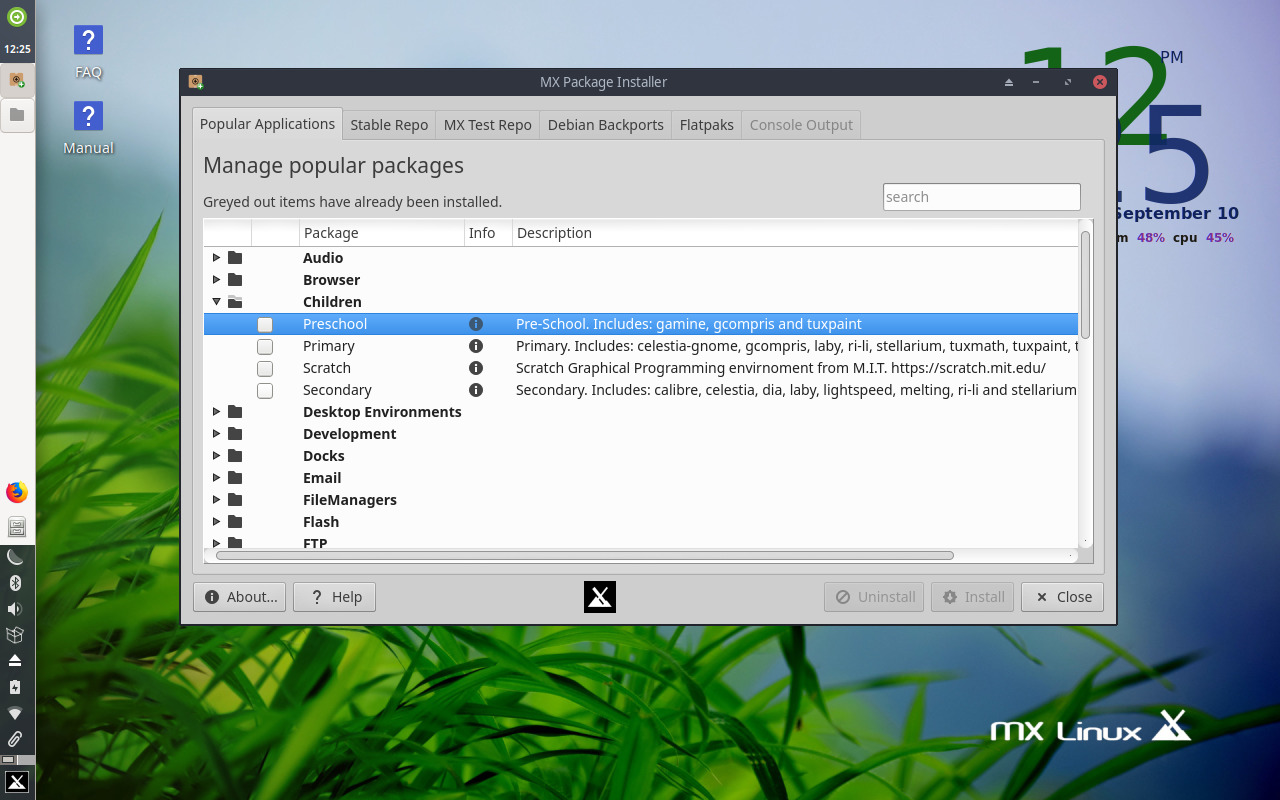 12:25
FAQ
Manual
12
PM
25
September 10
48% cpu 45%
MX Package Installer
Popular Applications Stable Repo MX Test Repo Debian Backports Flatpaks Console Output
Manage popular packages
Greyed out items have already been installed.
search
Package Info Description
Audio
Browser
Children
Preschool Pre-School. Includes: gamine, gcompris and tuxpaint
Primary Primary. Includes: celestia-gnome, gcompris, laby, ri-li, stellarium, tuxmath, tuxpaint, t
Scratch Scratch Graphical Programming envirnoment from M.I.T. https://scratch.mit.edu/
Secondary Secondary. Includes: calibre, celestia, dia, laby, lightspeed, melting, ri-li and stellarium
Desktop Environments
Development
Docks
Email
FileManagers
Flash
FTP
About... Help Uninstall Install Close
mx Linux